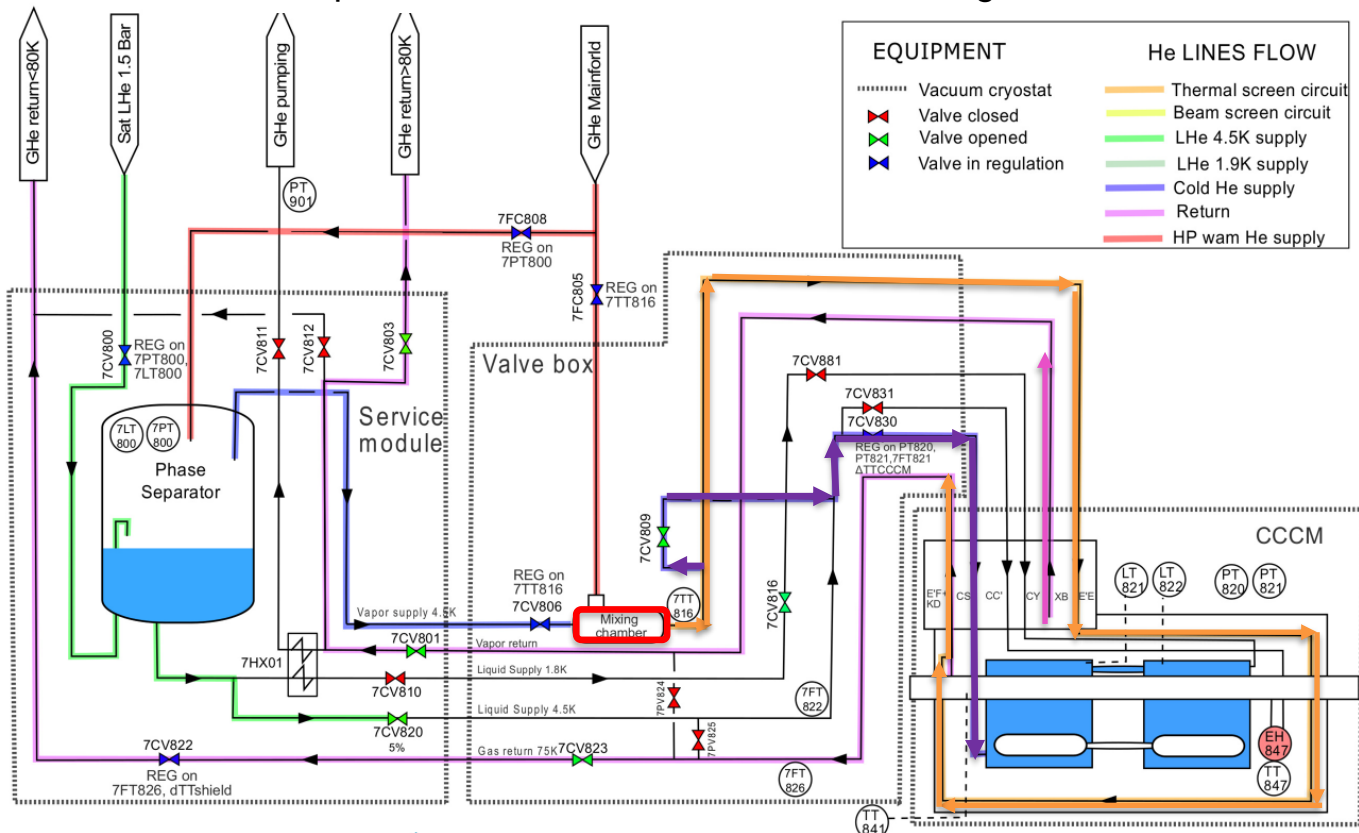 GHe return<80K
Sat LHe 1.5 Bar
GHe pumping
GHe return>80K
GHe Mainforld
EQUIPMENT
Vacuum cryostat
Valve closed
Valve opened
Valve in regulation
He LINES FLOW
Thermal screen circuit
Beam screen circuit
LHe 4.5K supply
LHe 1.9K supply
Cold He supply
Return
HP wam He supply
PT
901
7FC808
REG on
7PT800
7FC805
REG on
7TT816
7CV800
REG on
7PT800,
7LT800
7CV811
7CV812
7CV803
Service
module
Valve box
7LT
800
7PT
800
Phase
Separator
7CV881
7CV831
7CV830
REG on PT820,
PT821,7FT821
ΔTTCCCM
7CV809
7CV816
REG on
7TT816
7CV806
Mixing
chamber
7TT
816
Vapor supply 4.5K
7CV801
Vapor return
7HX01
7CV810
Liquid Supply 1.8K
7PV824
7CV820
5%
Liquid Supply 4.5K
7FT
822
7PV825
7CV822
REG on
7FT826, dTTshield
Gas return 75K
7CV823
7FT
826
CCCM
LT
821
LT
822
PT
820
PT
821
E'F+
KD
CS
CC'
CY
XB
E'E
EH
847
TT
847
TT
841